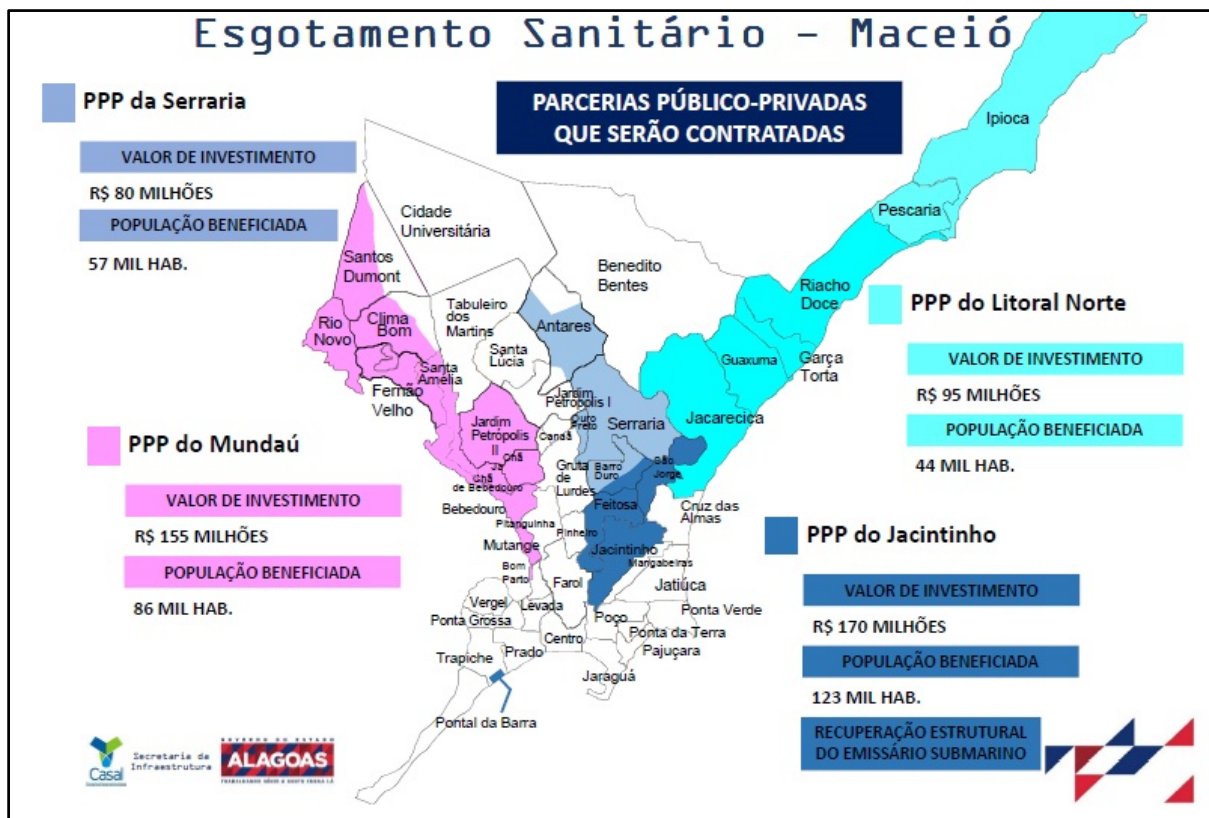 Esgotamento Sanitário – Maceió
PPP da Serraria
VALOR DE INVESTIMENTO
R$ 80 MILHÕES
POPULAÇÃO BENEFICIADA
57 MIL HAB.
PARCERIAS PÚBLICO-PRIVADAS
QUE SERÃO CONTRATADAS
Ipioca
Pescaria
Cidade
Universitária
Benedito
Bentes
Santos
Dumont
Riacho
Doce
Tabuleiro
dos
Martins
Antares
Rio
Novo
Clima
Bom
Santa
Lúcia
Guaxuma
Garça
Torta
Santa
Amélia
Fernão
Velho
Jardim
Petrópolis I
Ouro
Preto
Serraria
Jacarecica
Jardim
Petrópolis
II
Canaã
Chã
Ja
Chã
de Bebedouro
Gruta
de
Lurdes
Barro
Duro
São
Jorge
Bebedouro
Feitosa
Cruz das
Almas
Pitanguinha
Pinheiro
Mutange
Jacintinho
Mangabeiras
Bom
Parto
Farol
Jatiúca
Vergel
Levada
Poço
Ponta Verde
Ponta Grossa
Centro
Ponta da Terra
Pajuçara
Trapiche
Prado
Jaraguá
Pontal da Barra
PPP do Litoral Norte
VALOR DE INVESTIMENTO
R$ 95 MILHÕES
POPULAÇÃO BENEFICIADA
44 MIL HAB.
PPP do Mundaú
VALOR DE INVESTIMENTO
R$ 155 MILHÕES
POPULAÇÃO BENEFICIADA
86 MIL HAB.
PPP do Jacintinho
VALOR DE INVESTIMENTO
R$ 170 MILHÕES
POPULAÇÃO BENEFICIADA
123 MIL HAB.
RECUPERAÇÃO ESTRUTURAL
DO EMISSÁRIO SUBMARINO
Casal
Secretaria da
Infraestrutura
GOVERNO DO ESTADO
ALAGOAS